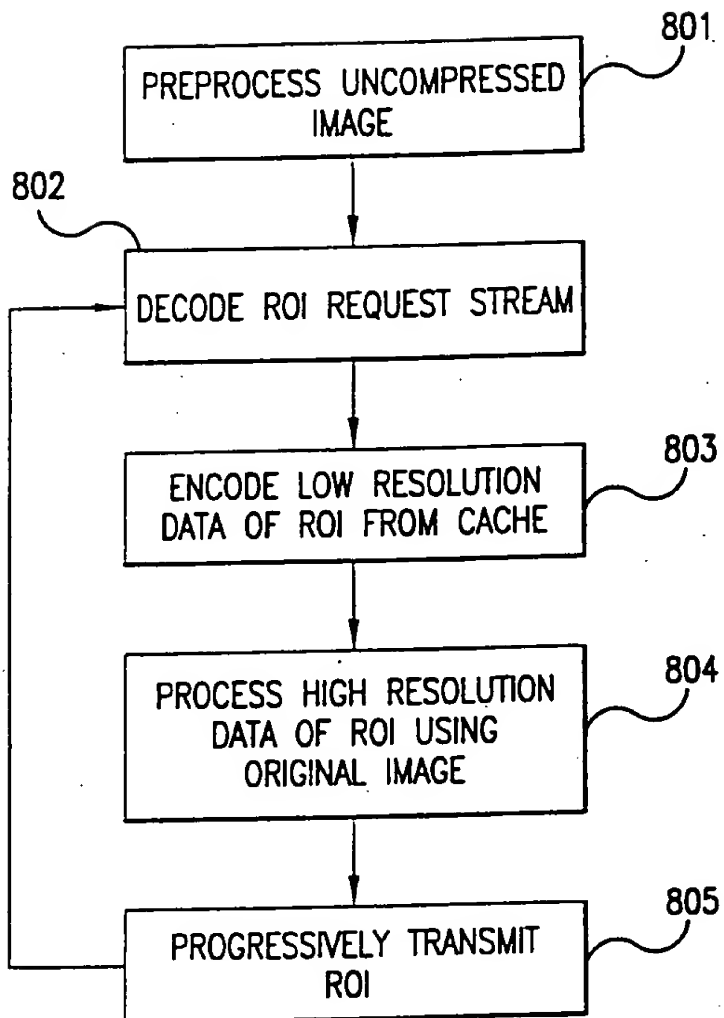 801
PREPROCESS UNCOMPRESSED
IMAGE
802
DECODE ROI REQUEST STREAM
803
ENCODE LOW RESOLUTION
DATA OF ROI FROM CACHE
804
PROCESS HIGH RESOLUTION
DATA OF ROI USING
ORIGINAL IMAGE
805
PROGRESSIVELY TRANSMIT
ROI